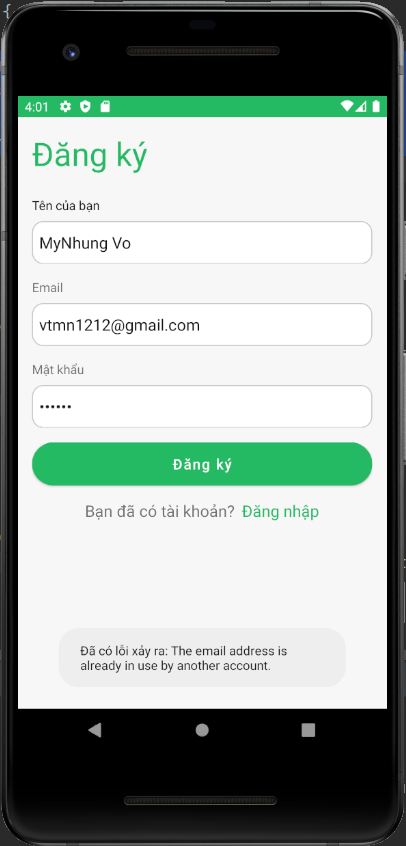 {
4:01
Đăng ký
Tên của bạn
MyNhung Vo
Email
vtmn1212@gmail.com
Mật khẩu
••••••
Đăng ký
Bạn đã có tài khoản? Đăng nhập
Đã có lỗi xảy ra: The email address is
already in use by another account.